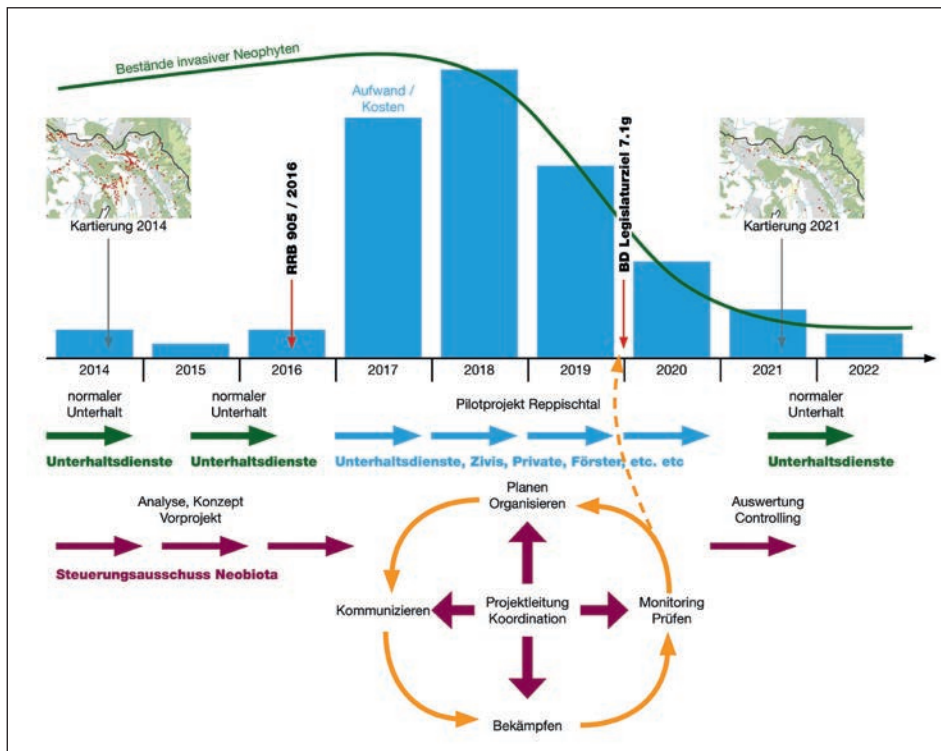 Bestände invasiver Neophyten
Aufwand /
Kosten
Kartierung 2014
RRB 905 / 2016
BD Legislaturziel 7.1g
Kartierung 2021
2014
2015
2016
2017
2018
2019
2020
2021
2022
normaler
Unterhalt
normaler
Unterhalt
Pilotprojekt Reppischtal
normaler
Unterhalt
Unterhaltsdienste
Unterhaltsdienste
Unterhaltsdienste, Zivis, Private, Förster, etc. etc
Unterhaltsdienste
Analyse, Konzept
Vorprojekt
Planen
Organisieren
Auswertung
Controlling
Steuerungsausschuss Neobiota
Kommunizieren
Projektleitung
Koordination
Monitoring
Prüfen
Bekämpfen